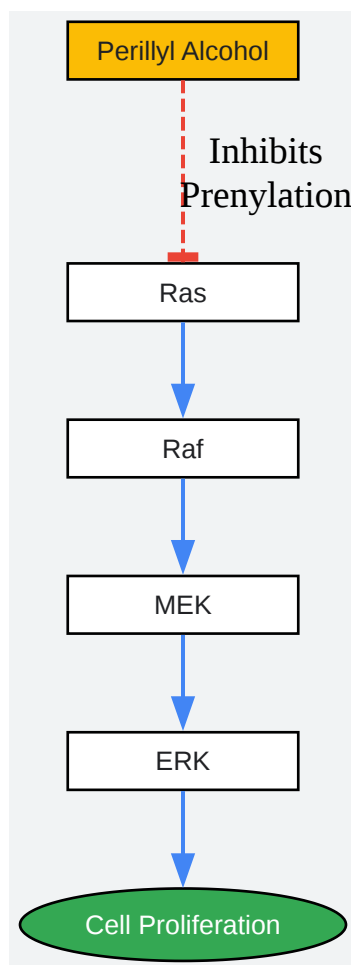 Perillyl Alcohol
Inhibits
Prenylation
Ras
Raf
MEK
ERK
Cell Proliferation